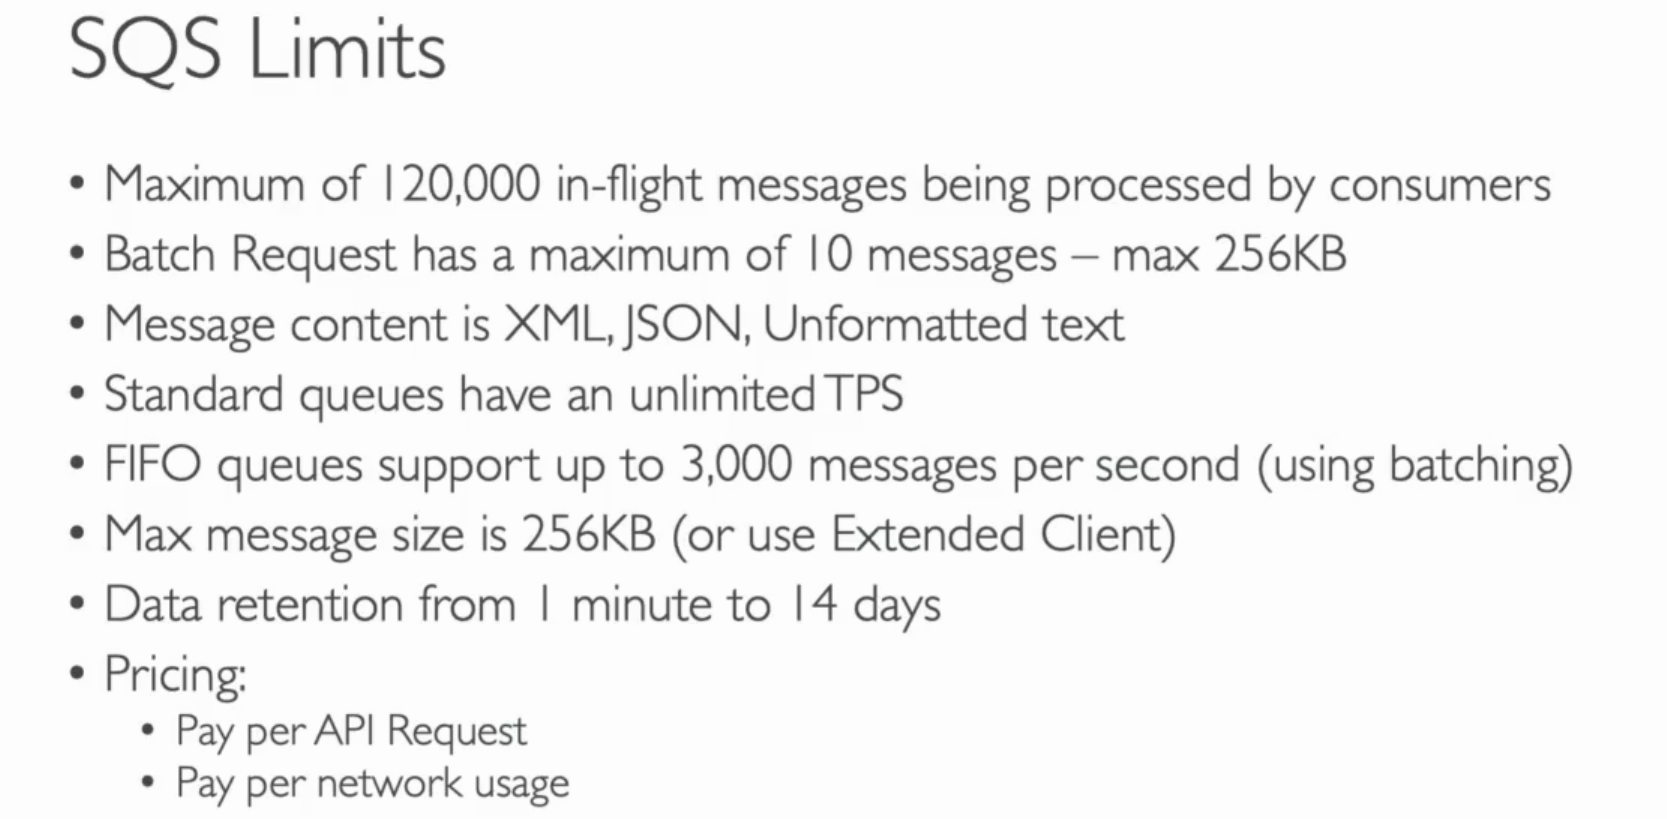 SQS Limits
• Maximum of 120,000 in-flight messages being processed by consumers
• Batch Request has a maximum of 10 messages – max 256KB
• Message content is XML, JSON, Unformatted text
• Standard queues have an unlimited TPS
• FIFO queues support up to 3,000 messages per second (using batching)
• Max message size is 256KB (or use Extended Client)
• Data retention from 1 minute to 14 days
• Pricing:
• Pay per API Request
• Pay per network usage